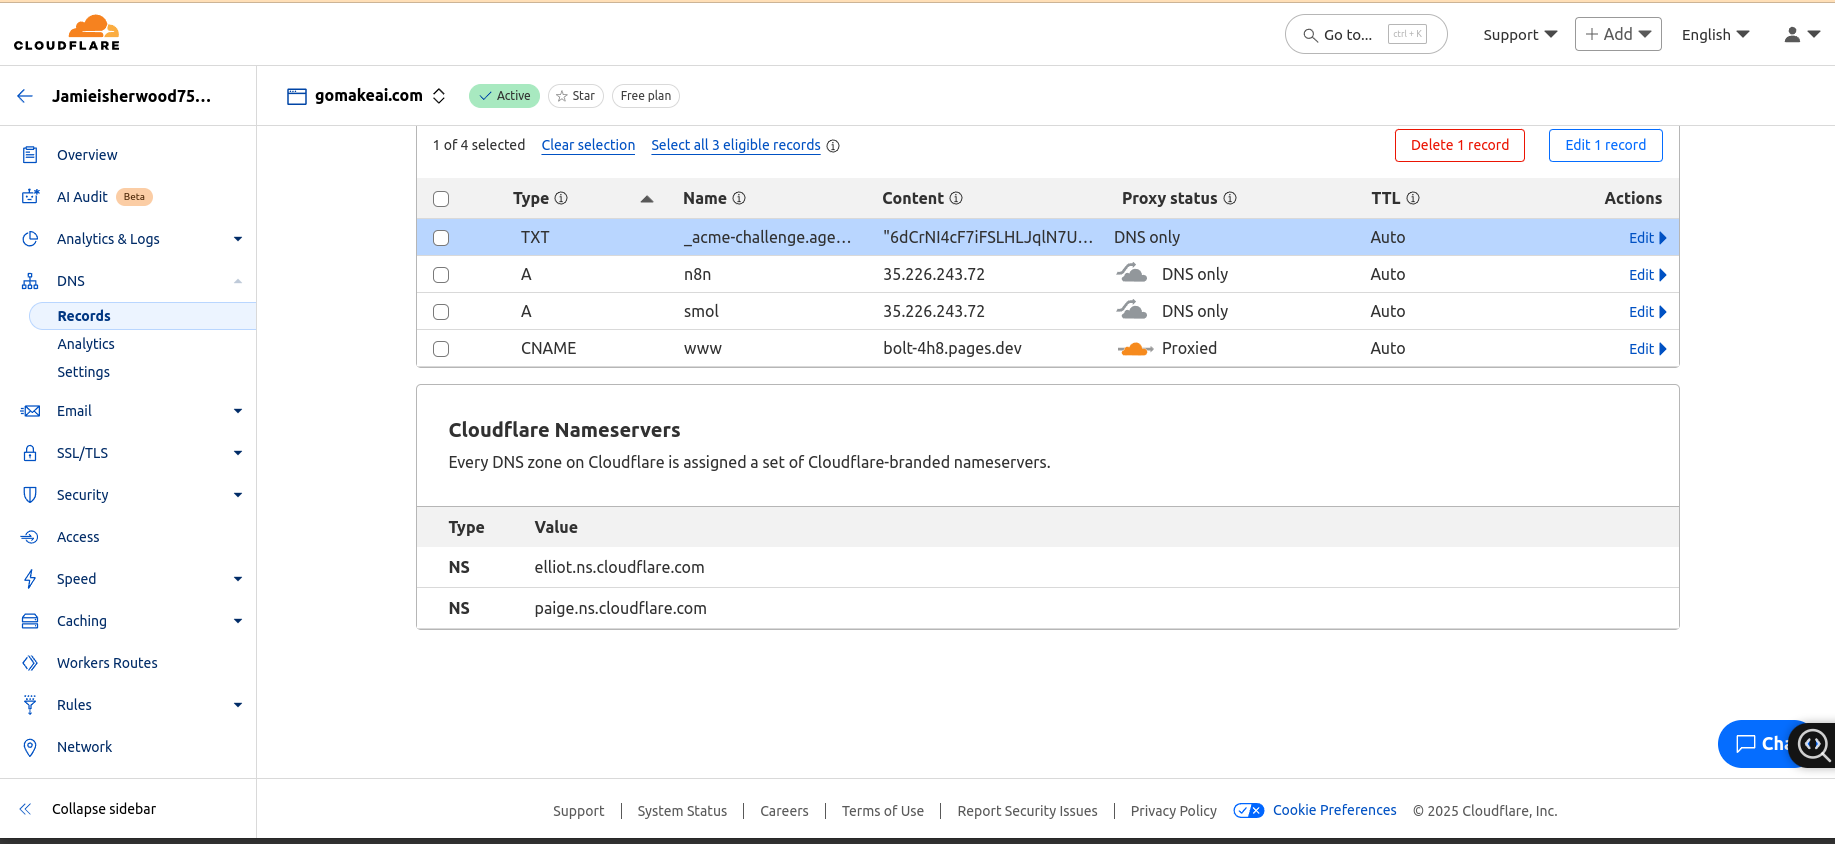 CLOUDFLARE
Go to... ctrl + K
Support
+ Add
English
Jamieisherwood75...
gomakeai.com
Active
Star
Free plan
Overview
AI Audit Beta
Analytics & Logs
DNS
Records
Analytics
Settings
Email
SSL/TLS
Security
Access
Speed
Caching
Workers Routes
Rules
Network
Collapse sidebar
1 of 4 selected Clear selection Select all 3 eligible records Delete 1 record Edit 1 record
Type Name Content Proxy status TTL Actions
TXT _acme-challenge.age... "6dCrNI4cF7iFSLHLJqlN7U... DNS only Auto Edit
A n8n 35.226.243.72 DNS only Auto Edit
A smol 35.226.243.72 DNS only Auto Edit
CNAME www bolt-4h8.pages.dev Proxied Auto Edit
Cloudflare Nameservers
Every DNS zone on Cloudflare is assigned a set of Cloudflare-branded nameservers.
Type Value
NS elliot.ns.cloudflare.com
NS paige.ns.cloudflare.com
Support | System Status | Careers | Terms of Use | Report Security Issues | Privacy Policy Cookie Preferences © 2025 Cloudflare, Inc.